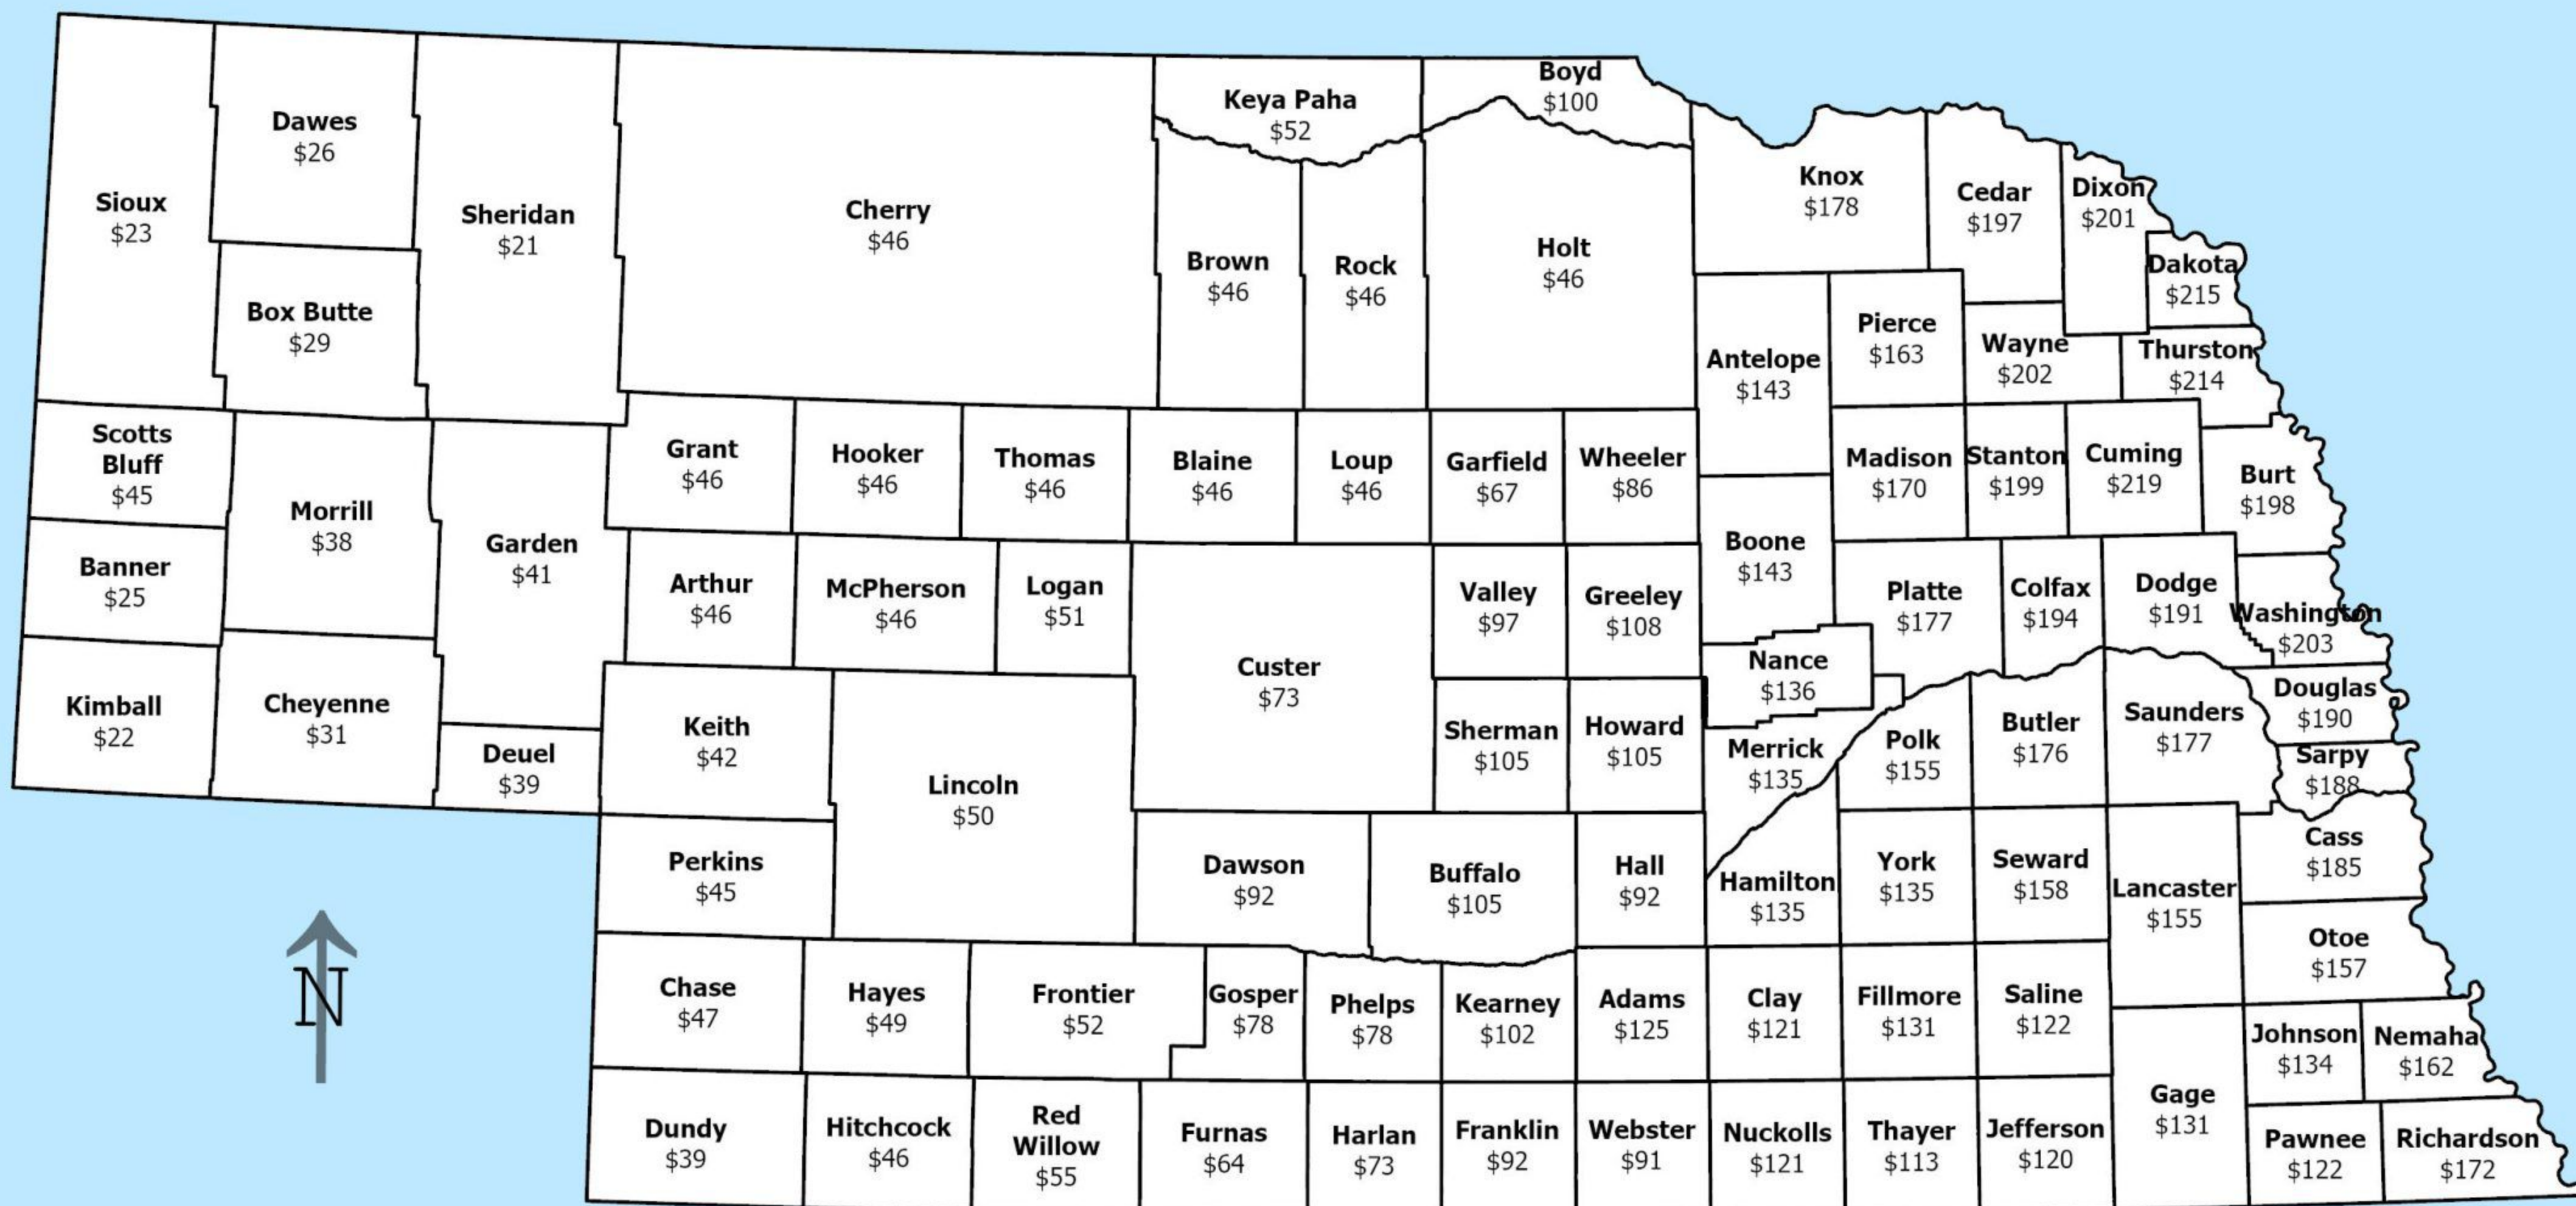 Sioux
$23
Dawes
$26
Box Butte
$29
Sheridan
$21
Cherry
$46
Keya Paha
$52
Boyd
$100
Brown
$46
Rock
$46
Holt
$46
Knox
$178
Cedar
$197
Dixon
$201
Dakota
$215
Antelope
$143
Pierce
$163
Wayne
$202
Thurston
$214
Scotts
Bluff
$45
Morrill
$38
Garden
$41
Grant
$46
Hooker
$46
Thomas
$46
Blaine
$46
Loup
$46
Garfield
$67
Wheeler
$86
Madison
$170
Stanton
$199
Cuming
$219
Burt
$198
Banner
$25
Arthur
$46
McPherson
$46
Logan
$51
Custer
$73
Valley
$97
Greeley
$108
Boone
$143
Platte
$177
Colfax
$194
Dodge
$191
Washington
$203
Kimball
$22
Cheyenne
$31
Deuel
$39
Keith
$42
Lincoln
$50
Sherman
$105
Howard
$105
Nance
$136
Merrick
$135
Polk
$155
Butler
$176
Saunders
$177
Douglas
$190
Sarpy
$188
Perkins
$45
Dawson
$92
Buffalo
$105
Hall
$92
Hamilton
$135
York
$135
Seward
$158
Lancaster
$155
Cass
$185
Otoe
$157
N
Chase
$47
Hayes
$49
Frontier
$52
Gosper
$78
Phelps
$78
Kearney
$102
Adams
$125
Clay
$121
Fillmore
$131
Saline
$122
Johnson
$134
Nemaha
$162
Dundy
$39
Hitchcock
$46
Red
Willow
$55
Furnas
$64
Harlan
$73
Franklin
$92
Webster
$91
Nuckolls
$121
Thayer
$113
Jefferson
$120
Gage
$131
Pawnee
$122
Richardson
$172